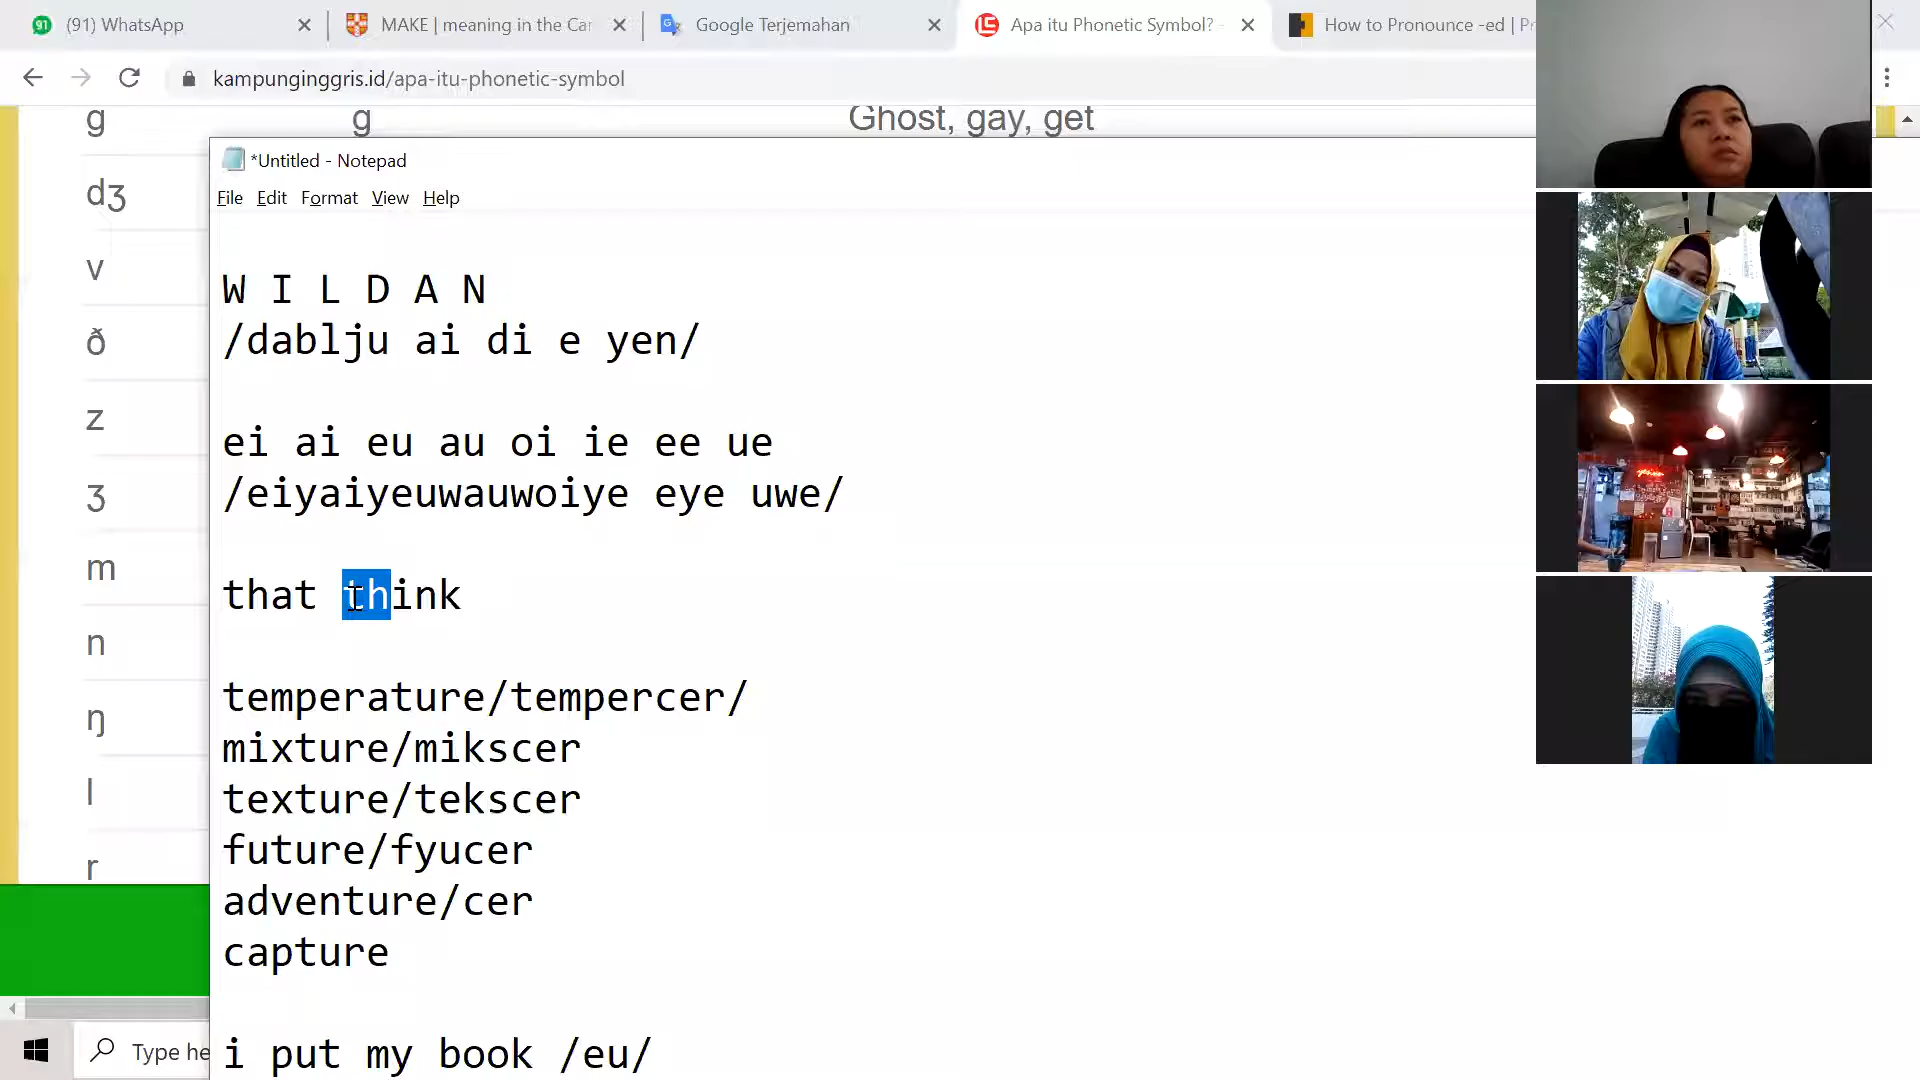 (91) WhatsApp
MAKE | meaning in the Ca
Google Terjemahan
Apa itu Phonetic Symbol? -
How to Pronounce -ed | P
kampunginggris.id/apa-itu-phonetic-symbol
g g Ghost, gay, get
dʒ
v
ð
z
ʒ
m
n
ŋ
l
r
*Untitled - Notepad
File Edit Format View Help
W I L D A N
/dablju ai di e yen/
ei ai eu au oi ie ee ue
/eiyaiyeuwauwoiye eye uwe/
that think
temperature/tempercer/
mixture/mikscer
texture/tekscer
future/fyucer
adventure/cer
capture
i put my book /eu/
Type he